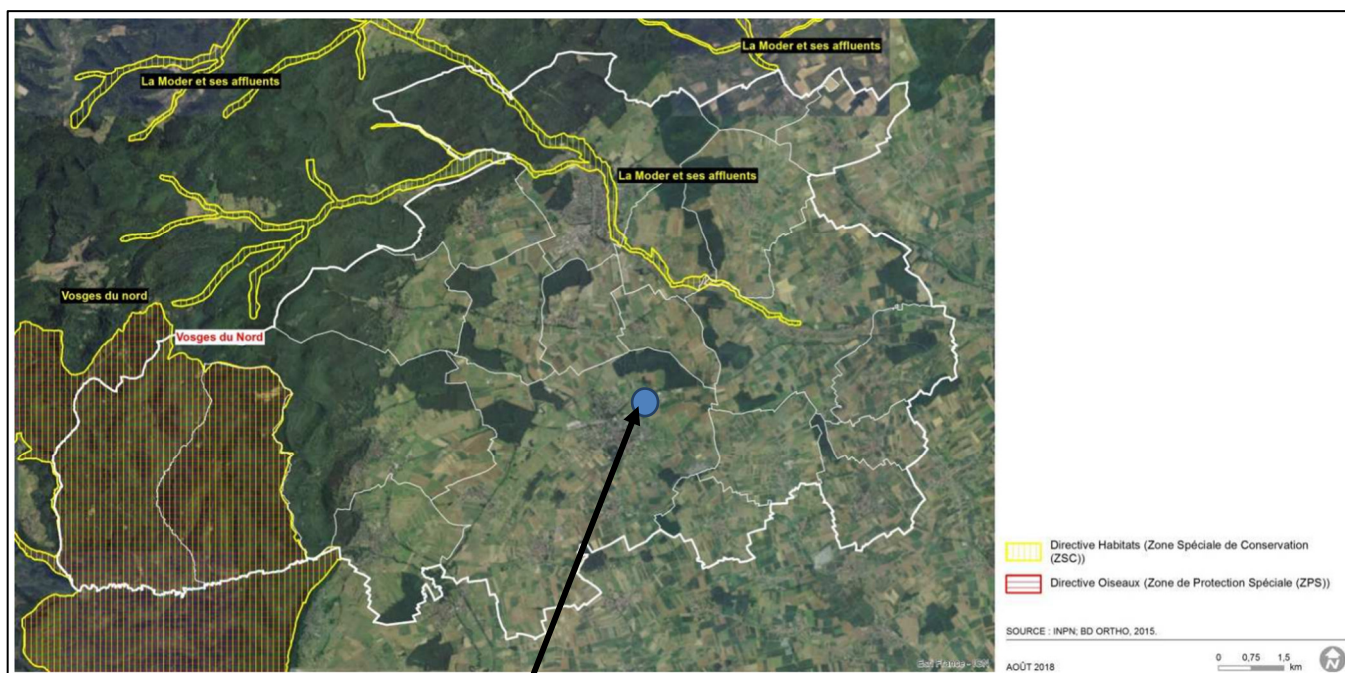 La Moder et ses affluents
La Moder et ses affluents
La Moder et ses affluents
Vosges du nord
Vosges du Nord
Directive Habitats (Zone Spéciale de Conservation
(ZSC))
Directive Oiseaux (Zone de Protection Spéciale (ZPS))
SOURCE : INPN; BD ORTHO, 2015.
AOÛT 2018
0 0,75 1,5
km
N